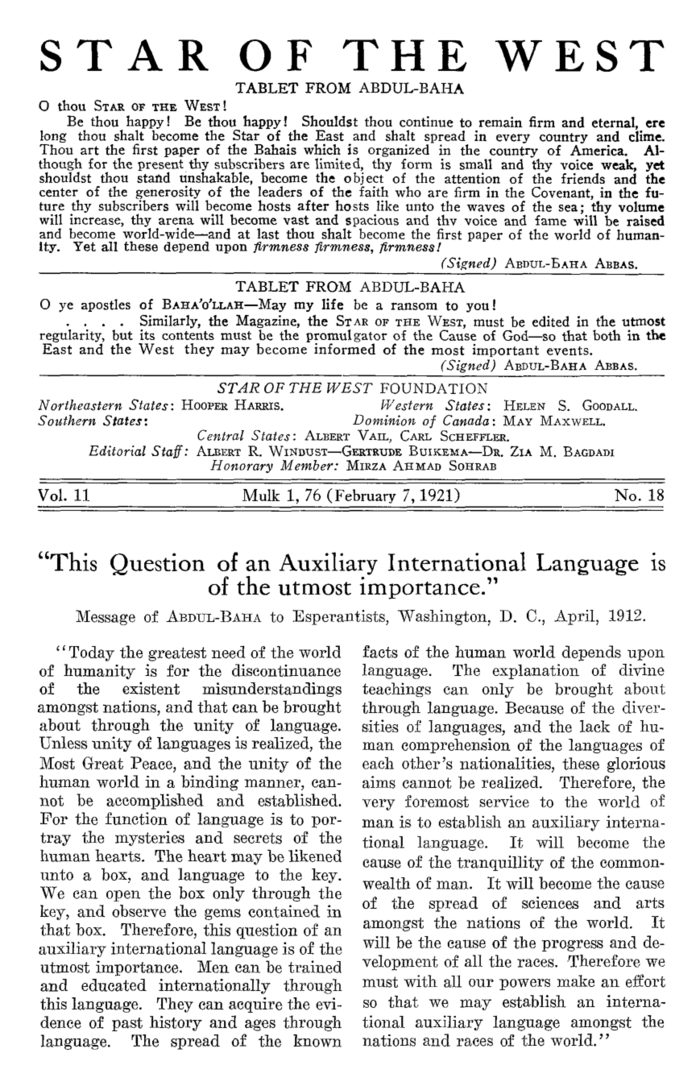 STAR OF THE WEST
TABLET FROM ABDUL-BAHA
O thou STAR OF THE WEST!
Be thou happy! Be thou happy! Shouldst thou continue to remain firm and eternal, ere
long thou shalt become the Star of the East and shalt spread in every country and clime.
Thou art the first paper of the Bahais which is organized in the country of America. Al-
though for the present thy subscribers are limited, thy form is small and thy voice weak, yet
shouldst thou stand unshakable, become the object of the attention of the friends and the
center of the generosity of the leaders of the faith who are firm in the Covenant, in the fu-
ture thy subscribers will become hosts after hosts like unto the waves of the sea; thy volume
will increase, thy arena will become vast and spacious and thy voice and fame will be raised
and become world-wide—and at last thou shalt become the first paper of the world of human-
ity. Yet all these depend upon firmness firmness, firmness!
(Signed) ABDUL-BAHA ABBAS.
TABLET FROM ABDUL-BAHA
O ye apostles of BAHA'O'LLAH—May my life be a ransom to you!
. . . . Similarly, the Magazine, the STAR OF THE WEST, must be edited in the utmost
regularity, but its contents must be the promulgator of the Cause of God—so that both in the
East and the West they may become informed of the most important events.
(Signed) ABDUL-BAHA ABBAS.
STAR OF THE WEST FOUNDATION
Northeastern States: HOOPER HARRIS. Western States: HELEN S. GOODALL.
Southern States: Dominion of Canada: MAY MAXWELL.
Central States: ALBERT VAIL, CARL SCHEFFLER.
Editorial Staff: ALBERT R. WINDUST—GERTRUDE BUIKEMA—DR. ZIA M. BAGDADI
Honorary Member: MIRZA AHMAD SOHRAB
Vol. 11 Mulk 1, 76 (February 7, 1921) No. 18
"This Question of an Auxiliary International Language is
of the utmost importance."
Message of ABDUL-BAHA to Esperantists, Washington, D. C., April, 1912.
"Today the greatest need of the world
of humanity is for the discontinuance
of the existent misunderstandings
amongst nations, and that can be brought
about through the unity of language.
Unless unity of languages is realized, the
Most Great Peace, and the unity of the
human world in a binding manner, can-
not be accomplished and established.
For the function of language is to por-
tray the mysteries and secrets of the
human hearts. The heart may be likened
unto a box, and language to the key.
We can open the box only through the
key, and observe the gems contained in
that box. Therefore, this question of an
auxiliary international language is of the
utmost importance. Men can be trained
and educated internationally through
this language. They can acquire the evi-
dence of past history and ages through
language. The spread of the known
facts of the human world depends upon
language. The explanation of divine
teachings can only be brought about
through language. Because of the diver-
sities of languages, and the lack of hu-
man comprehension of the languages of
each other's nationalities, these glorious
aims cannot be realized. Therefore, the
very foremost service to the world of
man is to establish an auxiliary interna-
tional language. It will become the
cause of the tranquillity of the common-
wealth of man. It will become the cause
of the spread of sciences and arts
amongst the nations of the world. It
will be the cause of the progress and de-
velopment of all the races. Therefore we
must with all our powers make an effort
so that we may establish an interna-
tional auxiliary language amongst the
nations and races of the world."